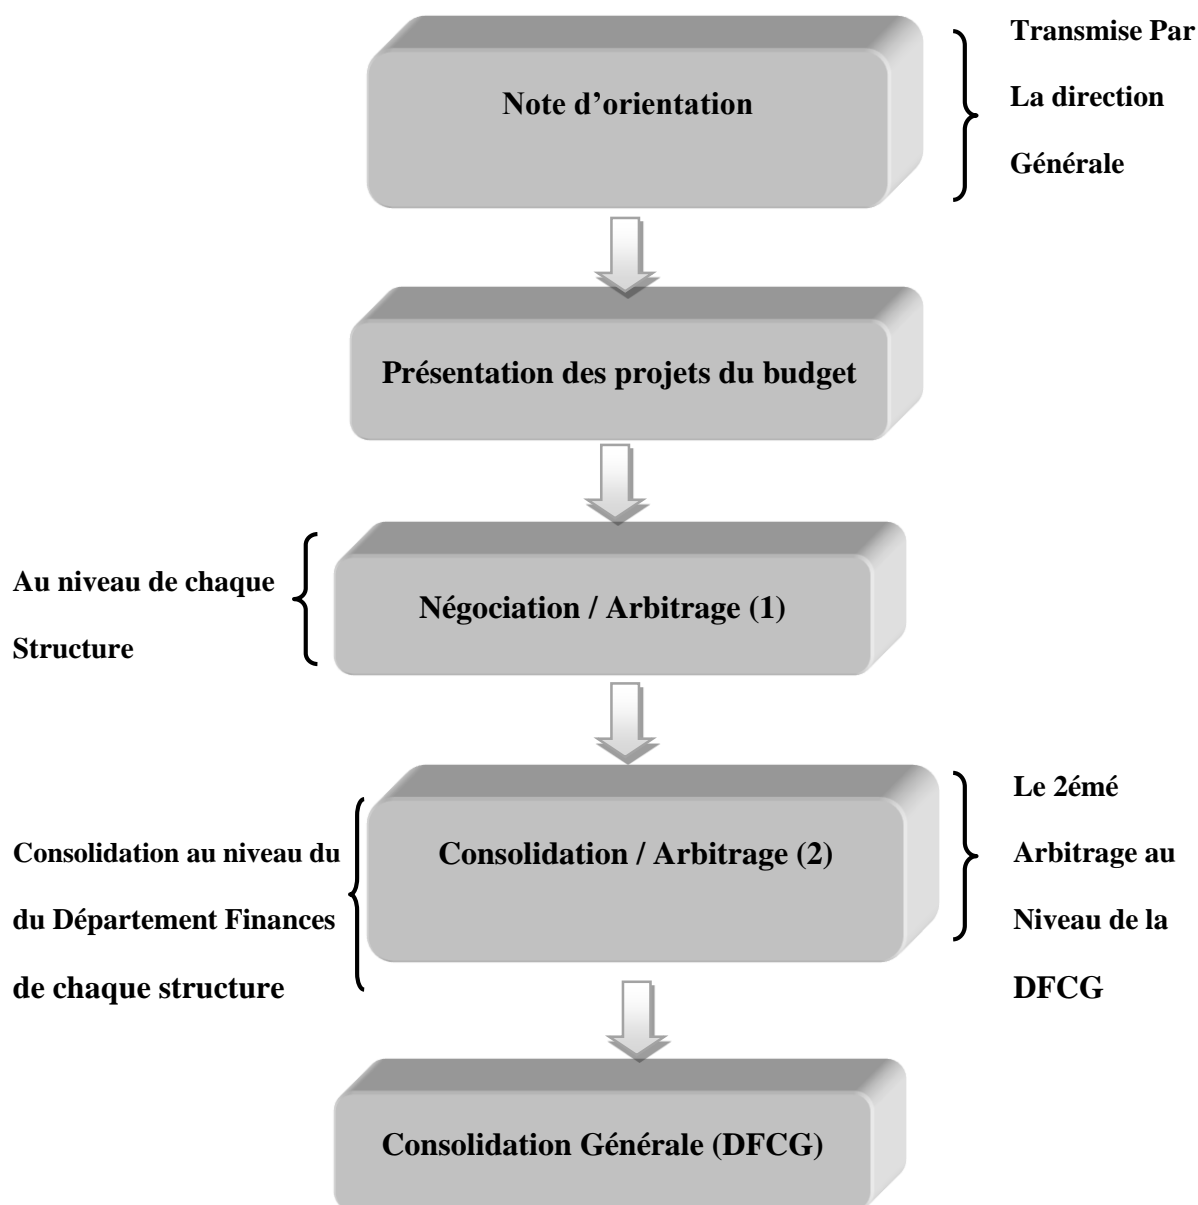 Note d’orientation
Transmise Par
La direction
Générale
Présentation des projets du budget
Au niveau de chaque
Structure
Négociation / Arbitrage (1)
Consolidation au niveau du
du Département Finances
de chaque structure
Consolidation / Arbitrage (2)
Le 2émé
Arbitrage au
Niveau de la
DFCG
Consolidation Générale (DFCG)